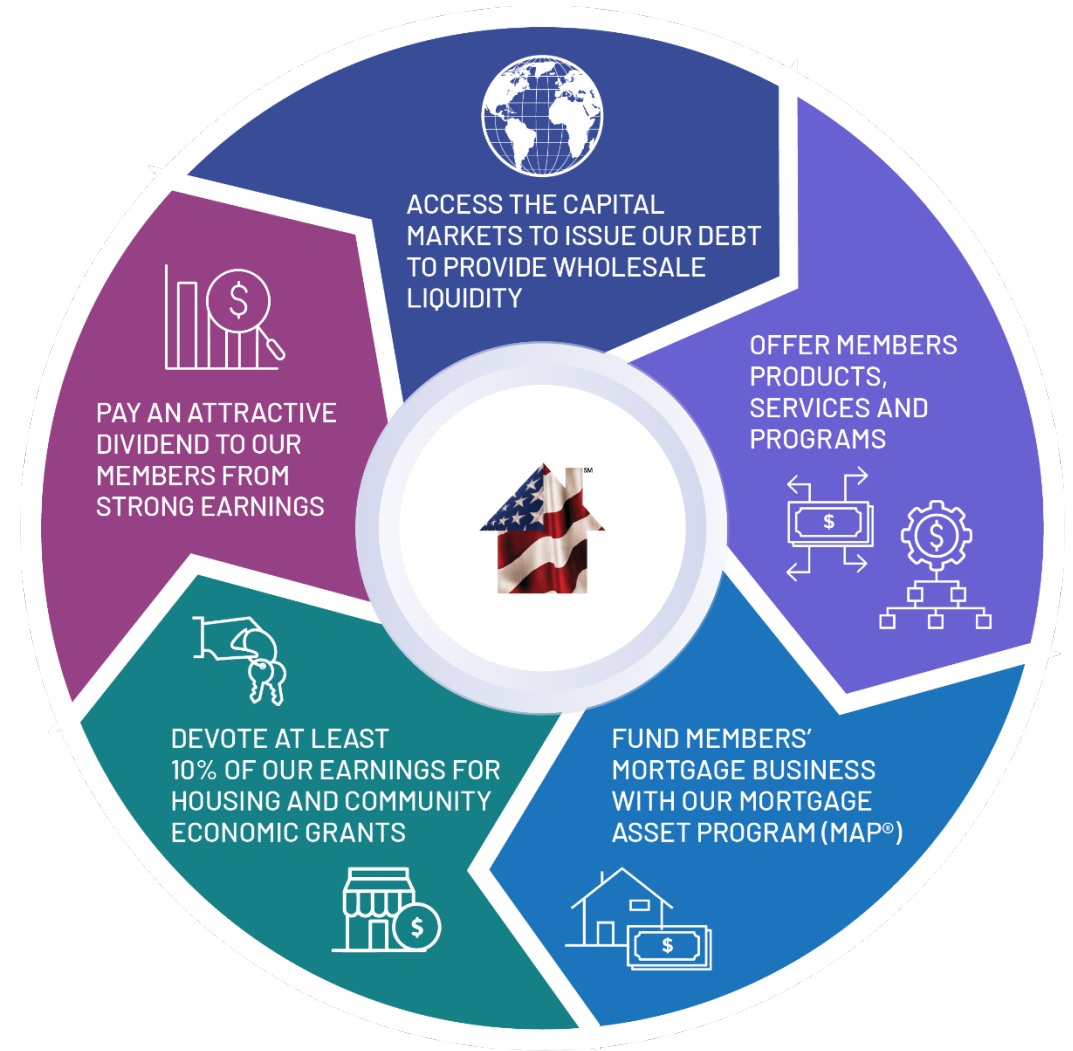 ACCESS THE CAPITAL
MARKETS TO ISSUE OUR DEBT
TO PROVIDE WHOLESALE
LIQUIDITY
OFFER MEMBERS
PRODUCTS,
SERVICES AND
PROGRAMS
$
$
FUND MEMBERS’
MORTGAGE BUSINESS
WITH OUR MORTGAGE
ASSET PROGRAM (MAP®)
$
DEVOTE AT LEAST
10% OF OUR EARNINGS FOR
HOUSING AND COMMUNITY
ECONOMIC GRANTS
$
$
PAY AN ATTRACTIVE
DIVIDEND TO OUR
MEMBERS FROM
STRONG EARNINGS
SM